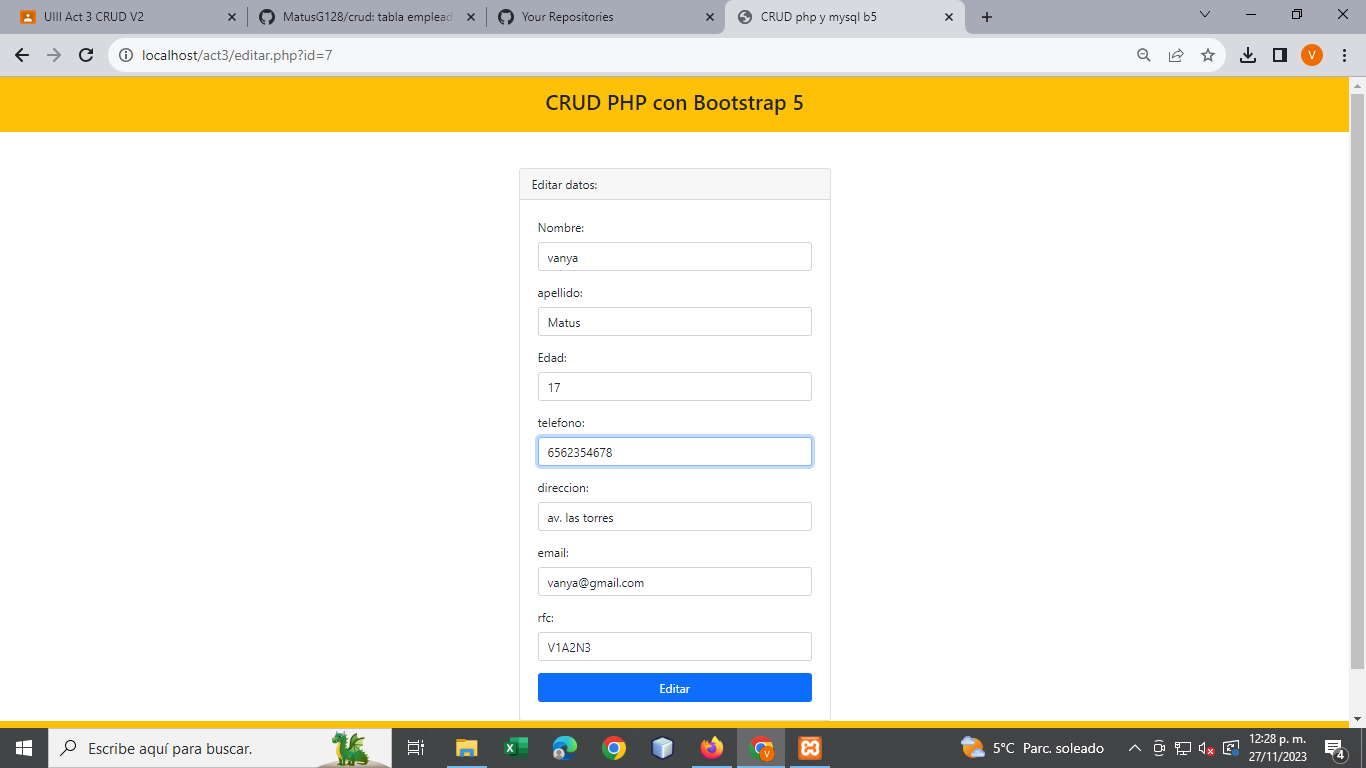 UIII Act 3 CRUD V2
MatusG128/crud: tabla emplead
Your Repositories
CRUD php y mysql b5
localhost/act3/editar.php?id=7
V
CRUD PHP con Bootstrap 5
Editar datos:
Nombre:
vanya
apellido:
Matus
Edad:
17
telefono:
6562354678
direccion:
av. las torres
email:
vanya@gmail.com
rfc:
V1A2N3
Editar
Escribe aquí para buscar.
V
5°C Parc. soleado
12:28 p. m.
27/11/2023
4